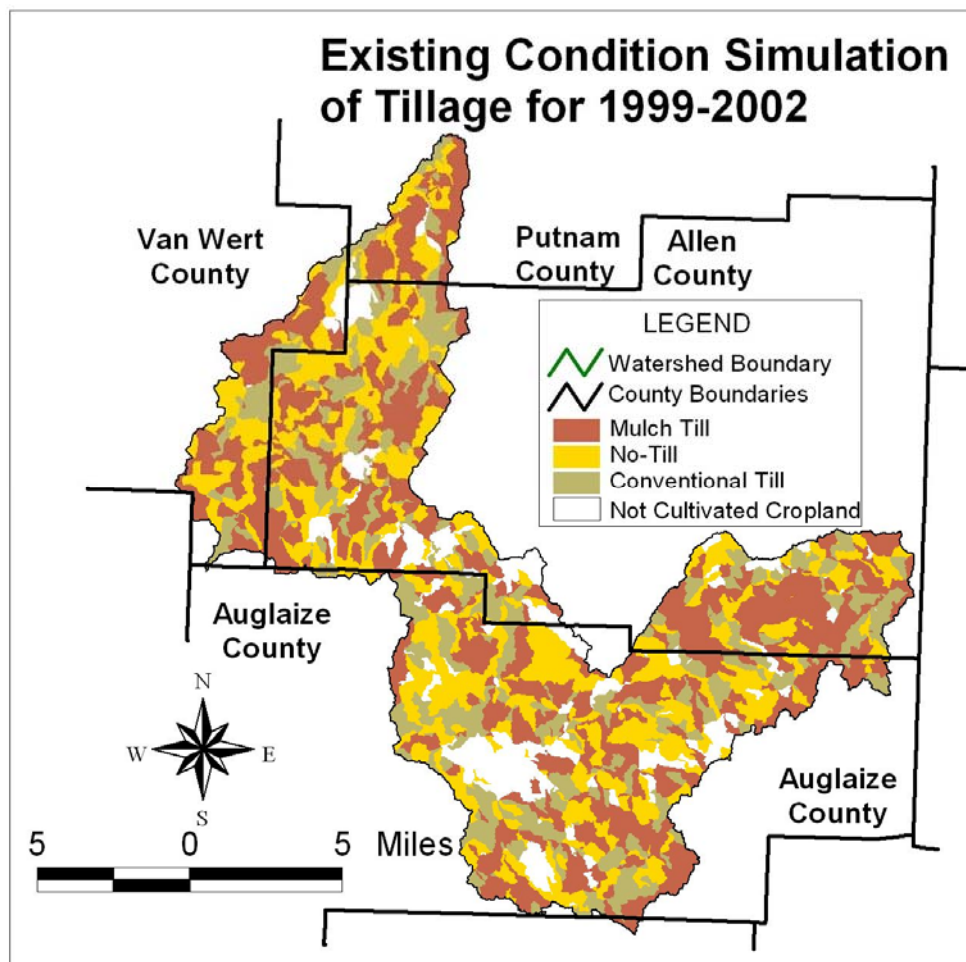 Existing Condition Simulation
of Tillage for 1999-2002
Van Wert
County
Putnam
County
Allen
County
LEGEND
Watershed Boundary
County Boundaries
Mulch Till
No-Till
Conventional Till
Not Cultivated Cropland
Auglaize
County
N
W
E
S
Auglaize
County
5
0
5
Miles